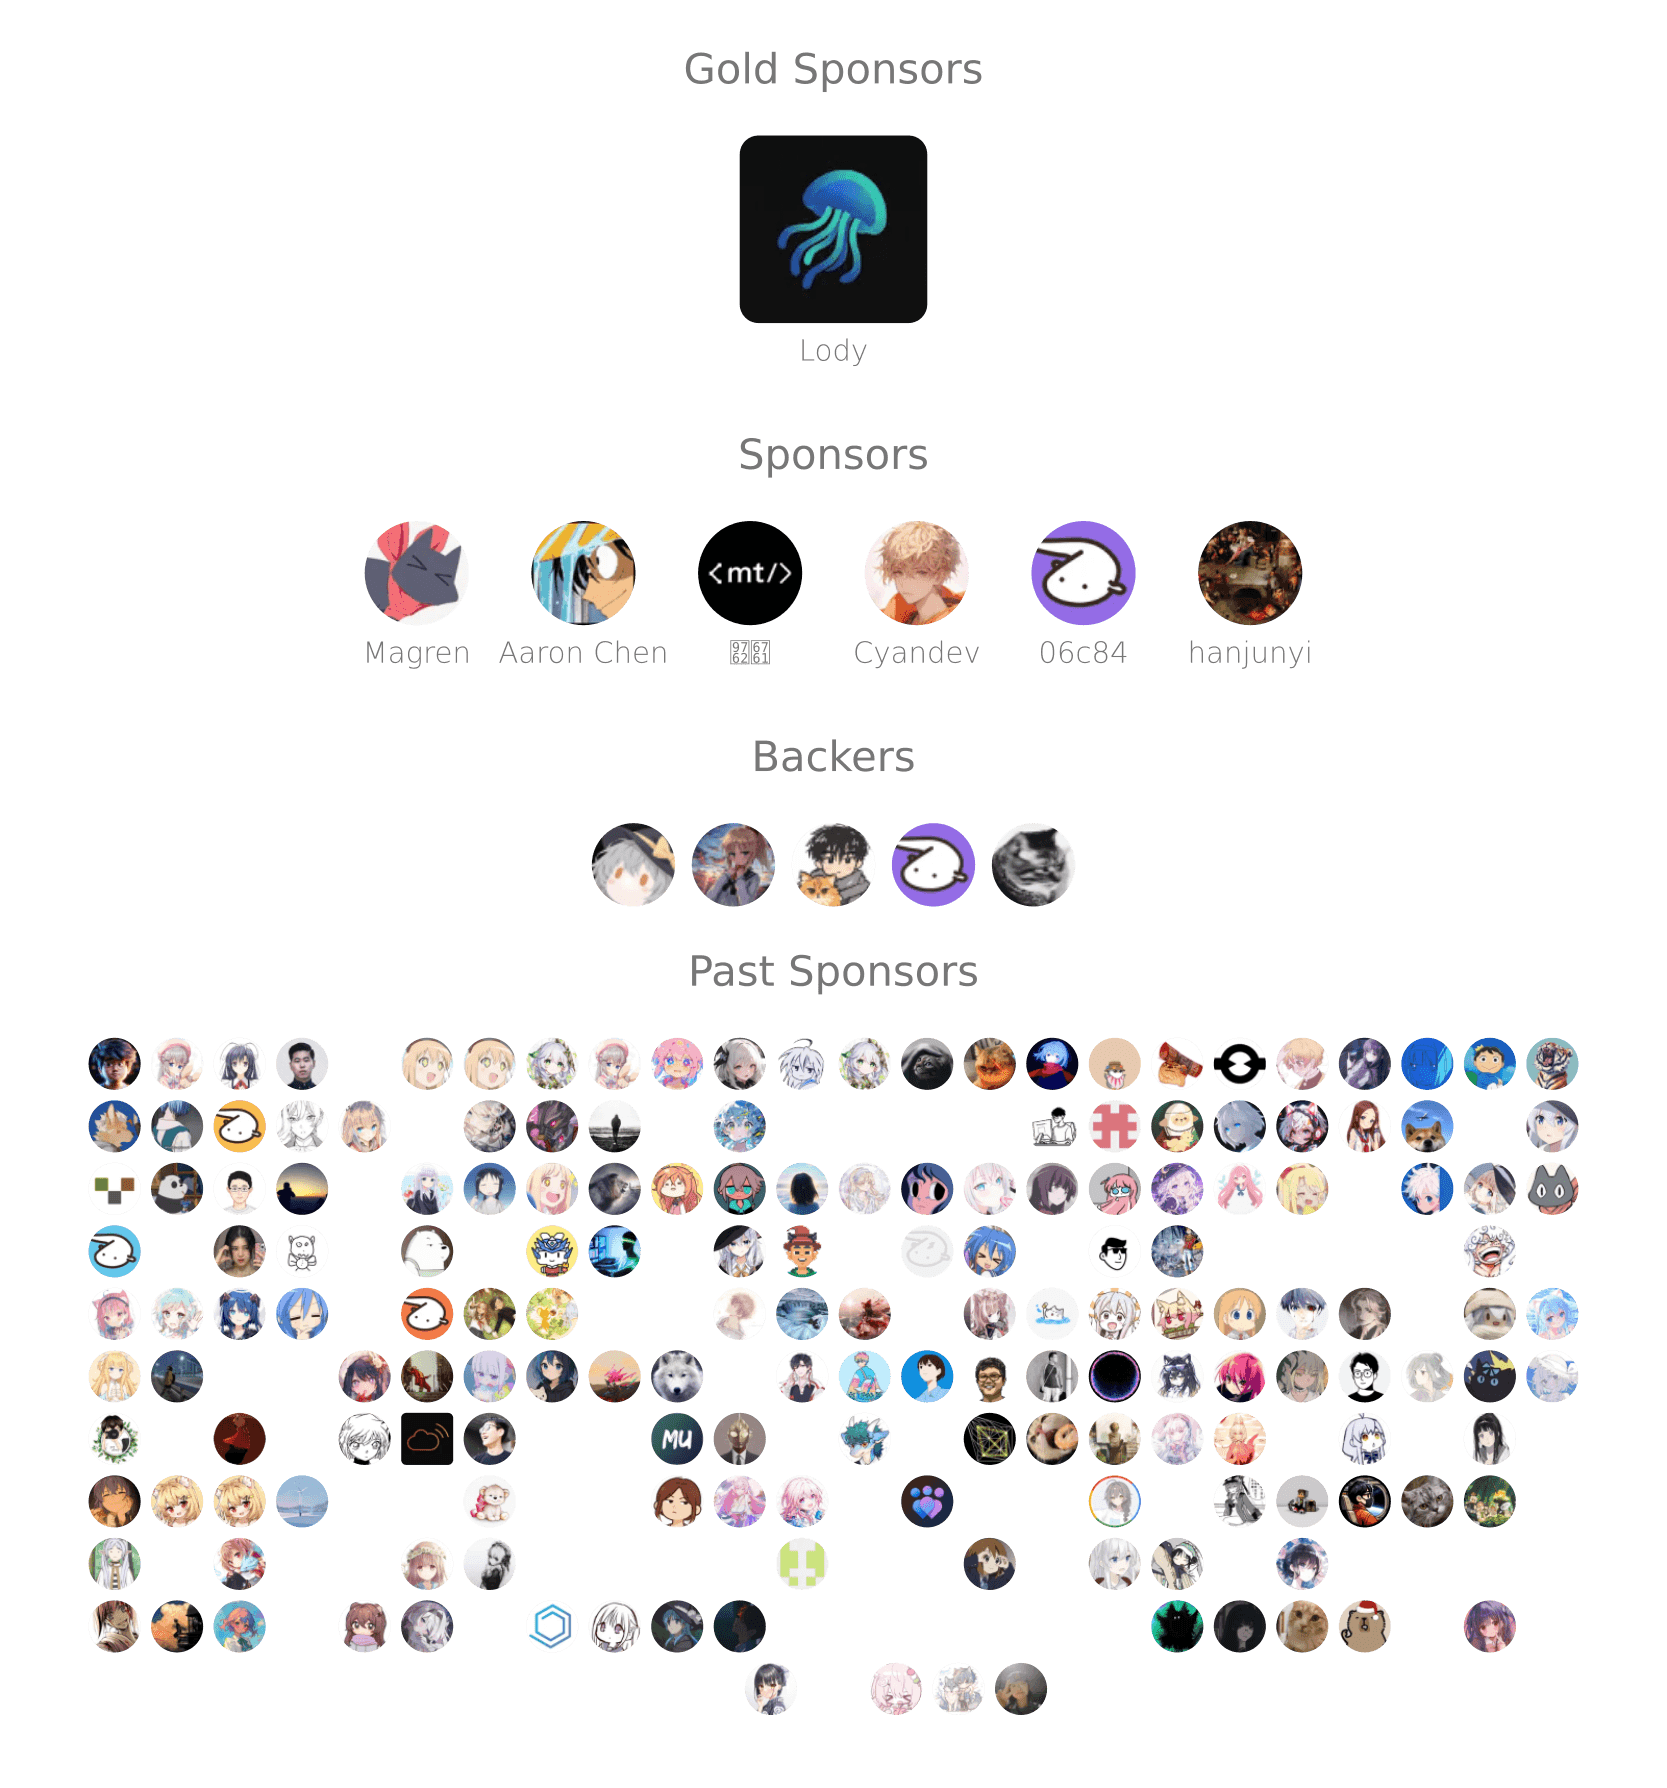 Gold Sponsors
Lody
Sponsors
<mt/>
Magren
Aaron Chen
Cyandev
06c84
hanjunyi
Backers
Past Sponsors
MU